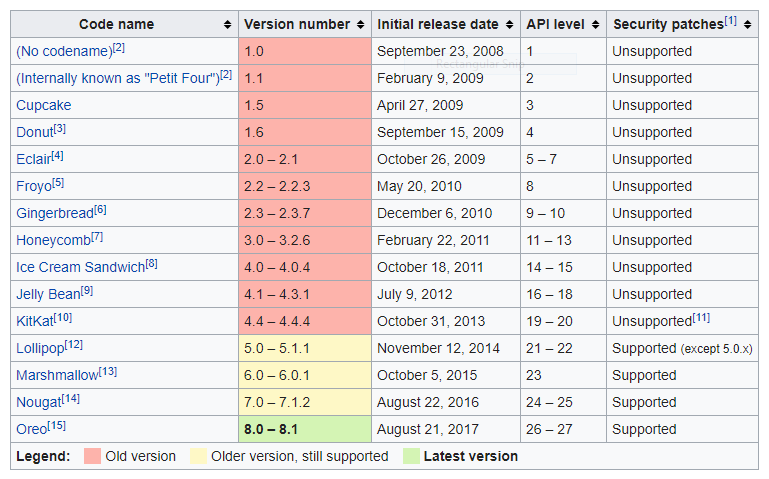 Code name Version number Initial release date API level Security patches[1]
(No codename)[2] 1.0 September 23, 2008 1 Unsupported
Rectangular Snip
(Internally known as "Petit Four")[2] 1.1 February 9, 2009 2 Unsupported
Cupcake 1.5 April 27, 2009 3 Unsupported
Donut[3] 1.6 September 15, 2009 4 Unsupported
Eclair[4] 2.0 – 2.1 October 26, 2009 5 – 7 Unsupported
Froyo[5] 2.2 – 2.2.3 May 20, 2010 8 Unsupported
Gingerbread[6] 2.3 – 2.3.7 December 6, 2010 9 – 10 Unsupported
Honeycomb[7] 3.0 – 3.2.6 February 22, 2011 11 – 13 Unsupported
Ice Cream Sandwich[8] 4.0 – 4.0.4 October 18, 2011 14 – 15 Unsupported
Jelly Bean[9] 4.1 – 4.3.1 July 9, 2012 16 – 18 Unsupported
KitKat[10] 4.4 – 4.4.4 October 31, 2013 19 – 20 Unsupported[11]
Lollipop[12] 5.0 – 5.1.1 November 12, 2014 21 – 22 Supported (except 5.0.x)
Marshmallow[13] 6.0 – 6.0.1 October 5, 2015 23 Supported
Nougat[14] 7.0 – 7.1.2 August 22, 2016 24 – 25 Supported
Oreo[15] 8.0 – 8.1 August 21, 2017 26 – 27 Supported
Legend: Old version Older version, still supported Latest version